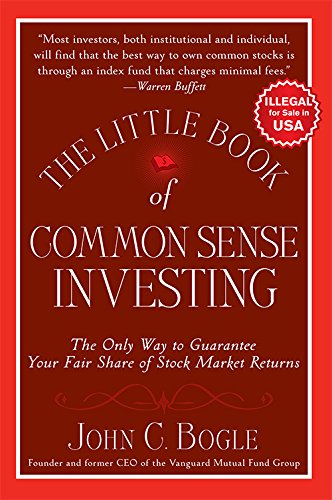 “Most investors, both institutional and individual,
will find that the best way to own common stocks is
through an index fund that charges minimal fees.”
—Warren Buffett
ILLEGAL
for Sale in
USA
THE LITTLE BOOK
of
COMMON SENSE
INVESTING
The Only Way to Guarantee
Your Fair Share of Stock Market Returns
JOHN C. BOGLE
Founder and former CEO of the Vanguard Mutual Fund Group